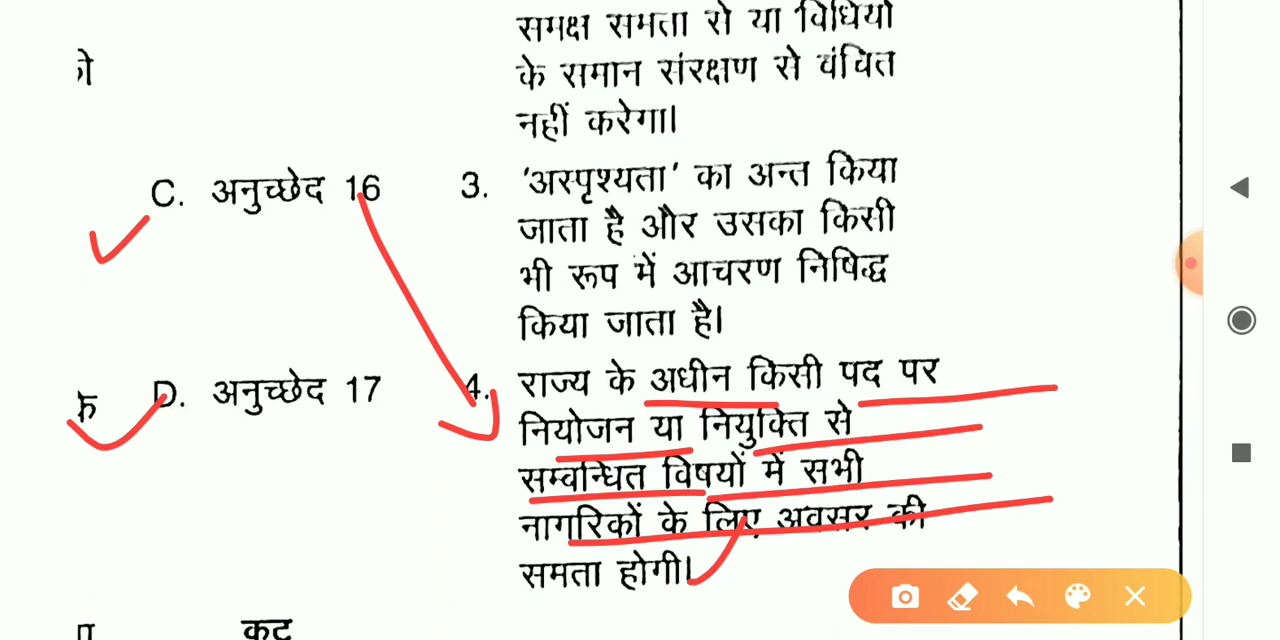 समक्ष समता से या विधियों
के समान संरक्षण से वंचित
नहीं करेगा।
C. अनुच्छेद 16
3. 'अस्पृश्यता' का अन्त किया
जाता है और उसका किसी
भी रूप में आचरण निषिद्ध
किया जाता है।
D. अनुच्छेद 17
4. राज्य के अधीन किसी पद पर
नियोजन या नियुक्ति से
सम्बन्धित विषयों में सभी
नागरिकों के लिए अवसर की
समता होगी।
कूट